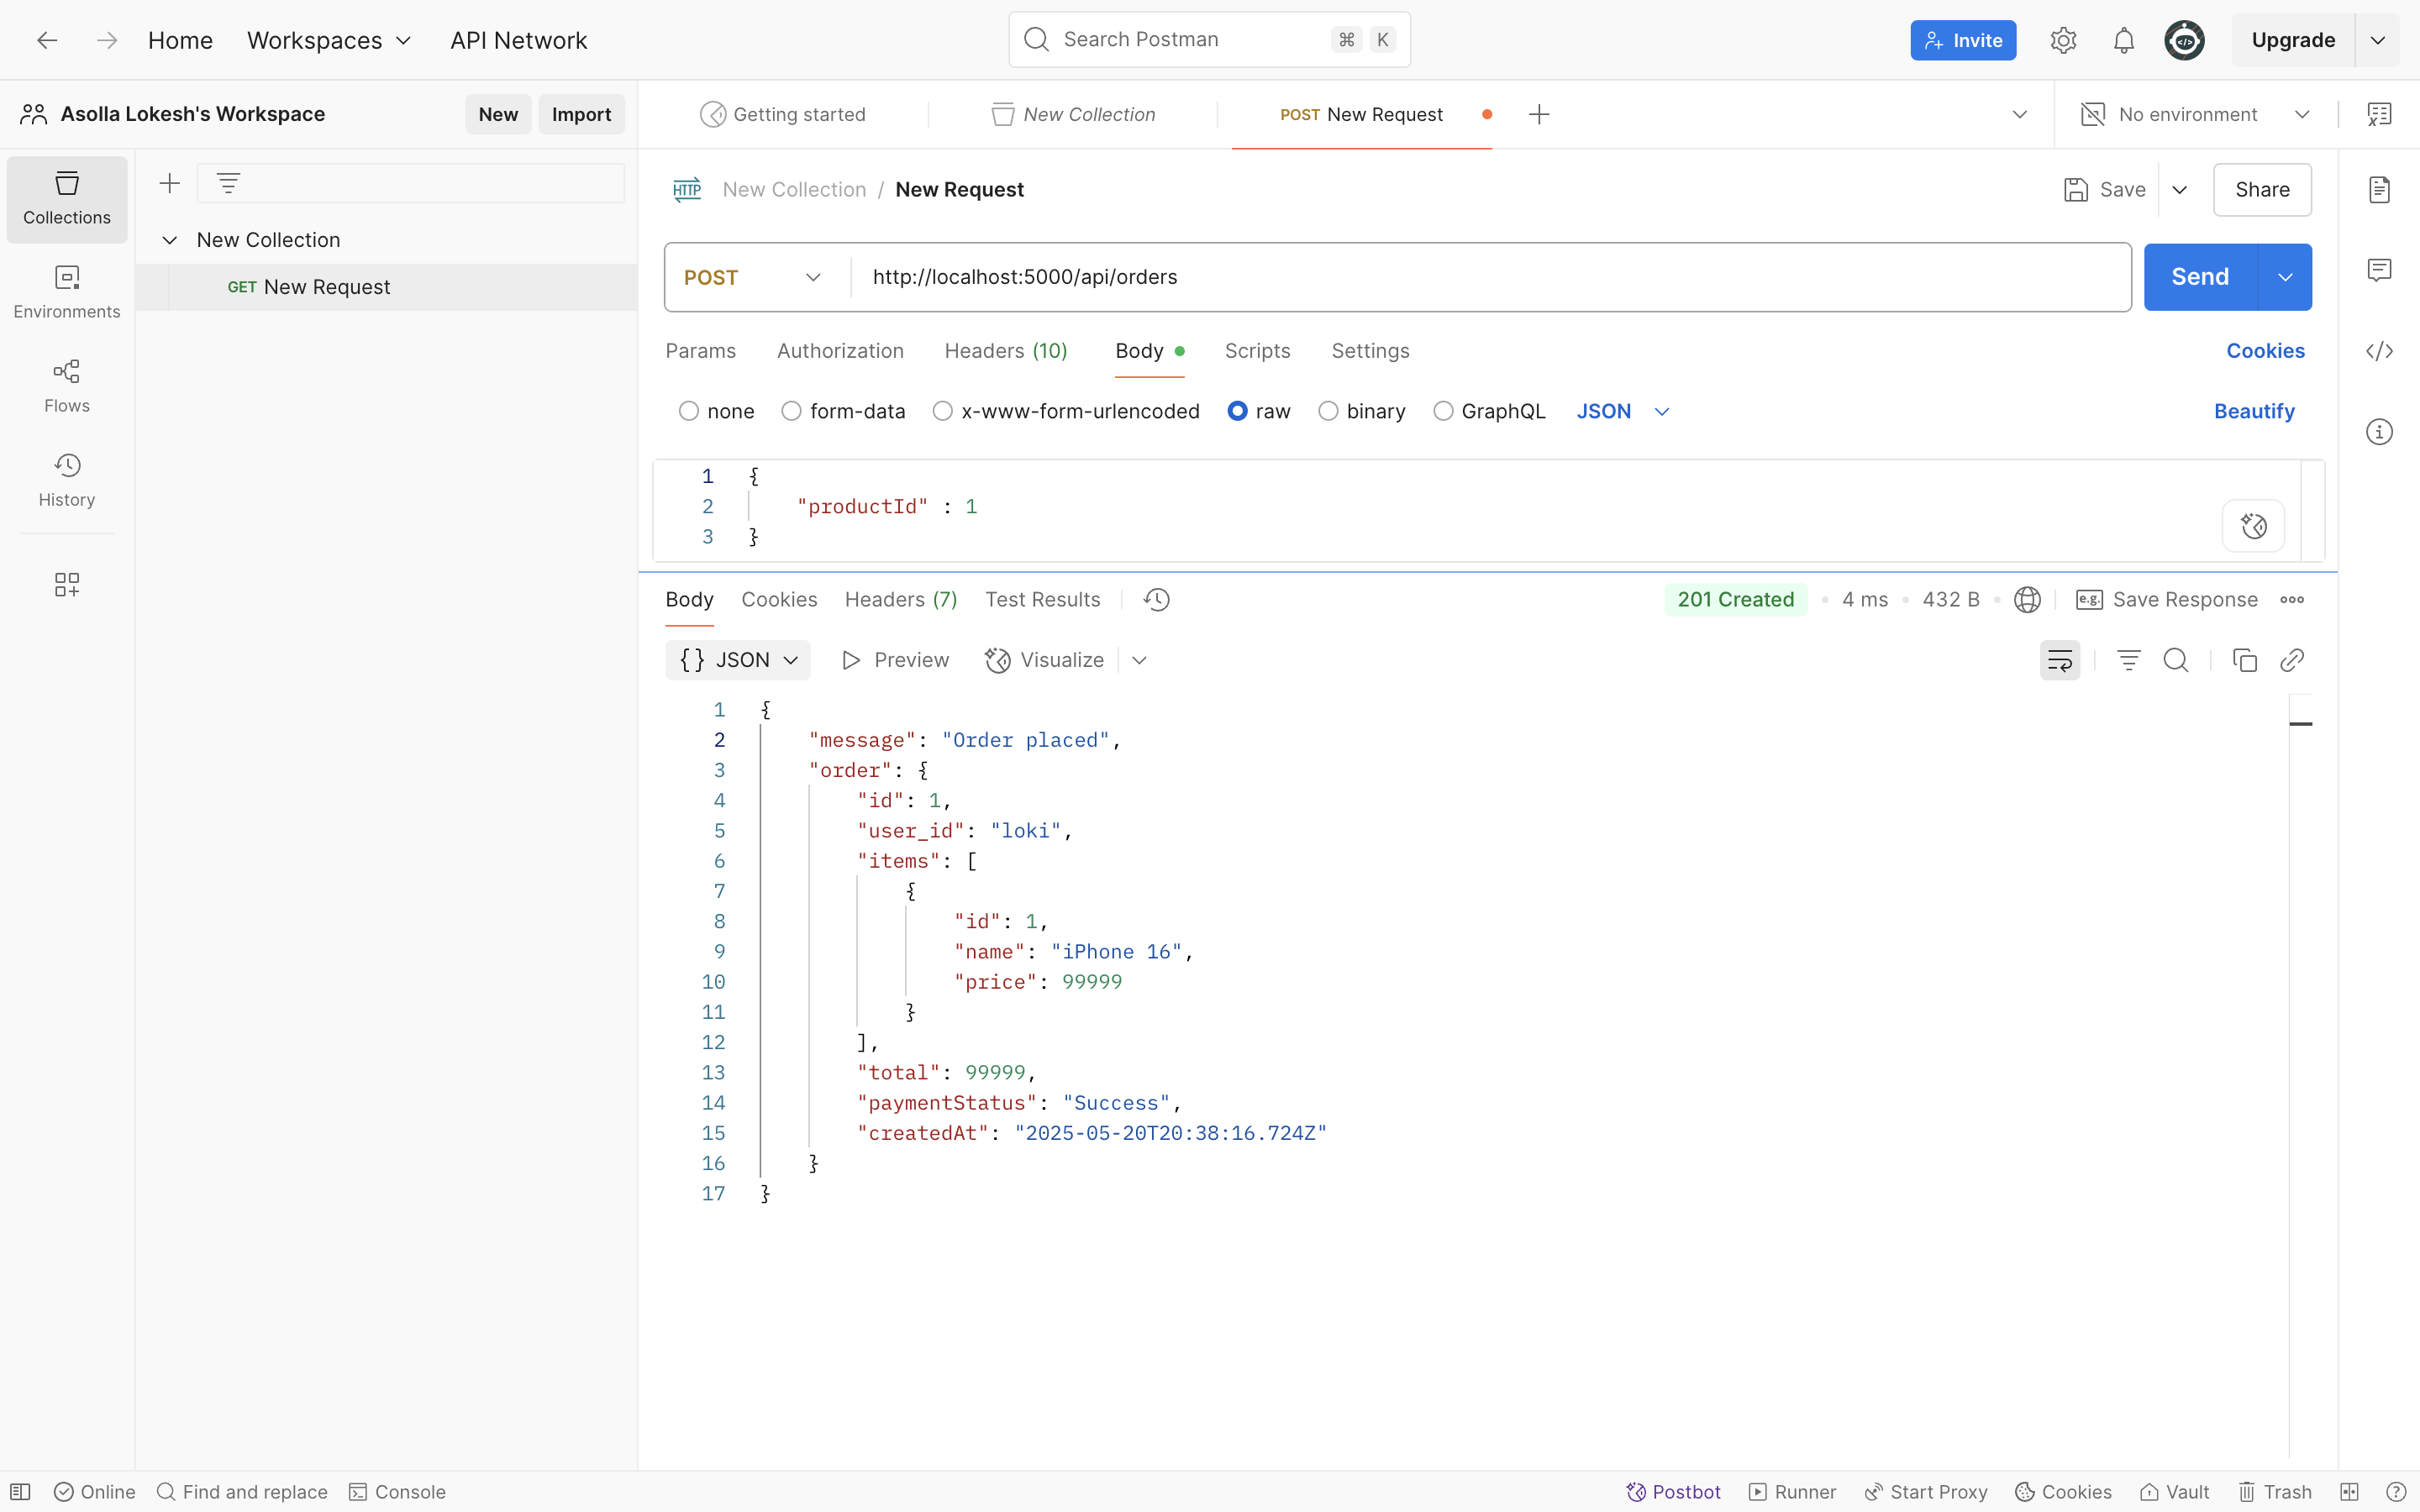 Home Workspaces API Network Search Postman ⌘ K Invite Upgrade
Asolla Lokesh's Workspace New Import Getting started New Collection POST New Request No environment
Collections
Environments
Flows
History
New Collection
GET New Request
HTTP New Collection / New Request Save Share
POST http://localhost:5000/api/orders Send
Params Authorization Headers (10) Body Scripts Settings Cookies
none form-data x-www-form-urlencoded raw binary GraphQL JSON Beautify
1 {
2 "productId" : 1
3 }
Body Cookies Headers (7) Test Results 201 Created 4 ms 432 B e.g. Save Response
{} JSON Preview Visualize
1 {
2 "message": "Order placed",
3 "order": {
4 "id": 1,
5 "user_id": "loki",
6 "items": [
7 {
8 "id": 1,
9 "name": "iPhone 16",
10 "price": 99999
11 }
12 ],
13 "total": 99999,
14 "paymentStatus": "Success",
15 "createdAt": "2025-05-20T20:38:16.724Z"
16 }
17 }
Online Find and replace Console Postbot Runner Start Proxy Cookies Vault Trash